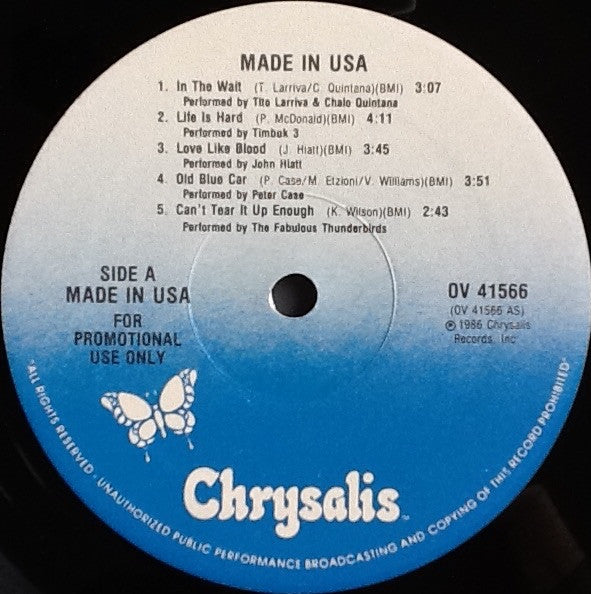 MADE IN USA
1. In The Wait (T. Larriva/C. Quintana)(BMI) 3:07
Performed by Tito Larriva & Chalo Quintana
2. Life Is Hard (P. McDonald)(BMI) 4:11
Performed by Timbuk 3
3. Love Like Blood (J. Hiatt)(BMI) 3:45
Performed by John Hiatt
4. Old Blue Car (P. Case/M. Etzioni/V. Williams)(BMI) 3:51
Performed by Peter Case
5. Can't Tear It Up Enough (K. Wilson)(BMI) 2:43
Performed by The Fabulous Thunderbirds
SIDE A
MADE IN USA
FOR
PROMOTIONAL
USE ONLY
OV 41566
(OV 41566 AS)
℗ 1986 Chrysalis
Records, Inc.
Chrysalis™
"ALL RIGHTS RESERVED - UNAUTHORIZED PUBLIC PERFORMANCE BROADCASTING AND COPYING OF THIS RECORD PROHIBITED"